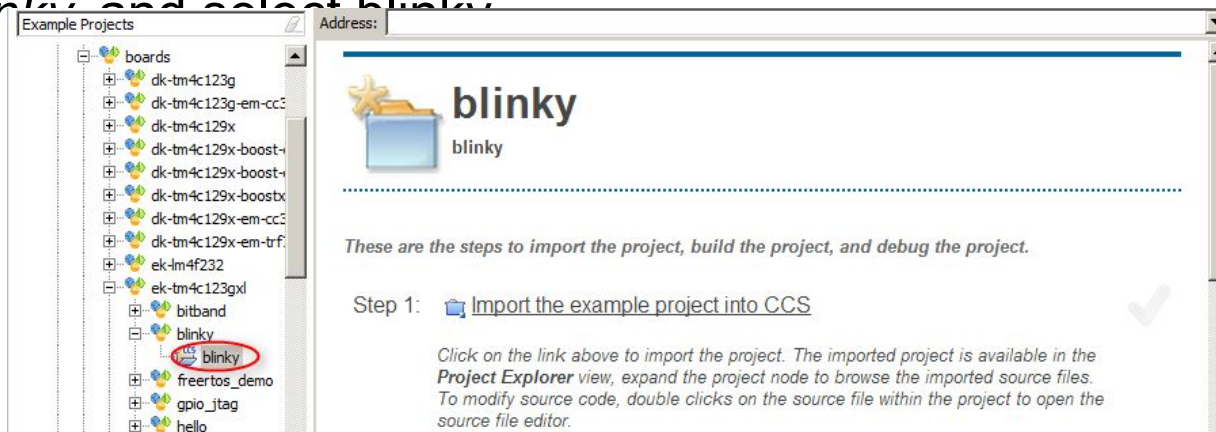 and select blinky
Example Projects
Address:
boards
dk-tm4c123g
dk-tm4c123g-em-cc3
dk-tm4c129x
dk-tm4c129x-boost-
dk-tm4c129x-boost-
dk-tm4c129x-boostx
dk-tm4c129x-em-cc3
dk-tm4c129x-em-trf
ek-lm4f232
ek-tm4c123gxl
bitband
blinky
blinky
freertos_demo
gpio_jtag
hello
blinky
blinky
These are the steps to import the project, build the project, and debug the project.
Step 1: Import the example project into CCS
Click on the link above to import the project. The imported project is available in the
Project Explorer view, expand the project node to browse the imported source files.
To modify source code, double clicks on the source file within the project to open the
source file editor.